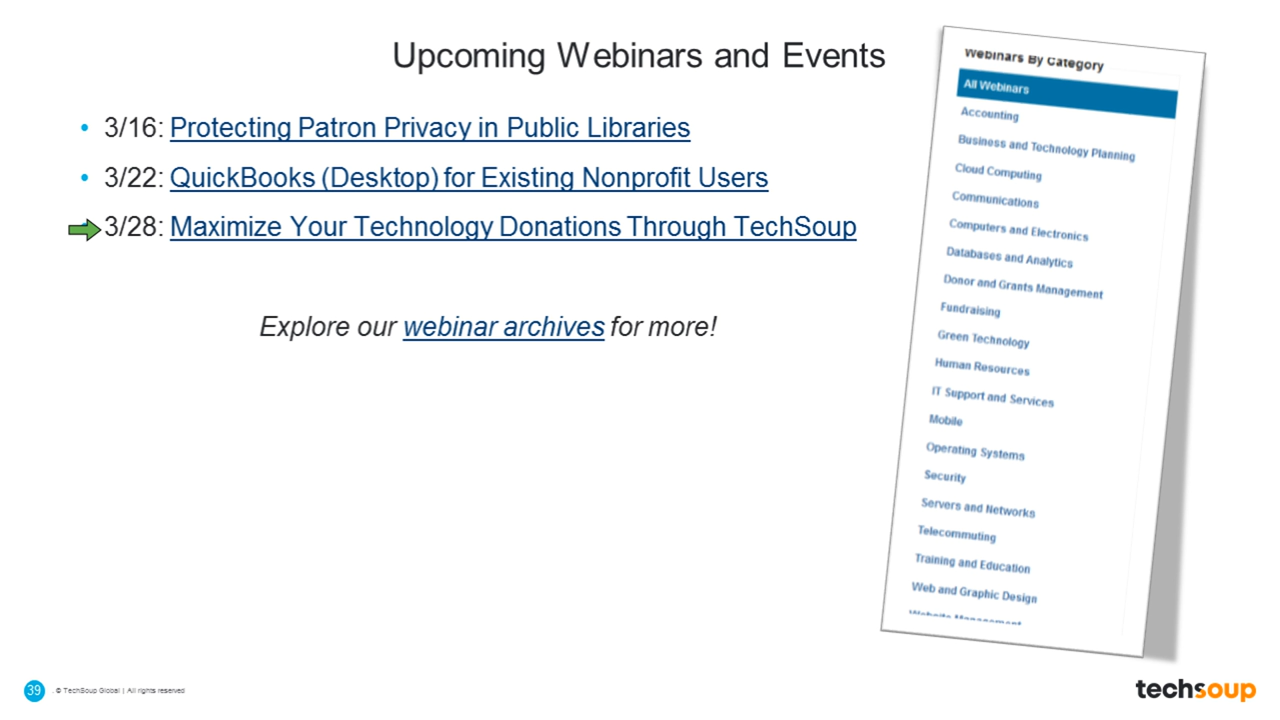 Upcoming Webinars and Events
• 3/16: Protecting Patron Privacy in Public Libraries
• 3/22: QuickBooks (Desktop) for Existing Nonprofit Users
3/28: Maximize Your Technology Donations Through TechSoup
Explore our webinar archives for more!
Webinars By Category
All Webinars
Accounting
Business and Technology Planning
Cloud Computing
Communications
Computers and Electronics
Databases and Analytics
Donor and Grants Management
Fundraising
Green Technology
Human Resources
IT Support and Services
Mobile
Operating Systems
Security
Servers and Networks
Telecommuting
Training and Education
Web and Graphic Design
Website Management
39 . © TechSoup Global | All rights reserved
techsoup